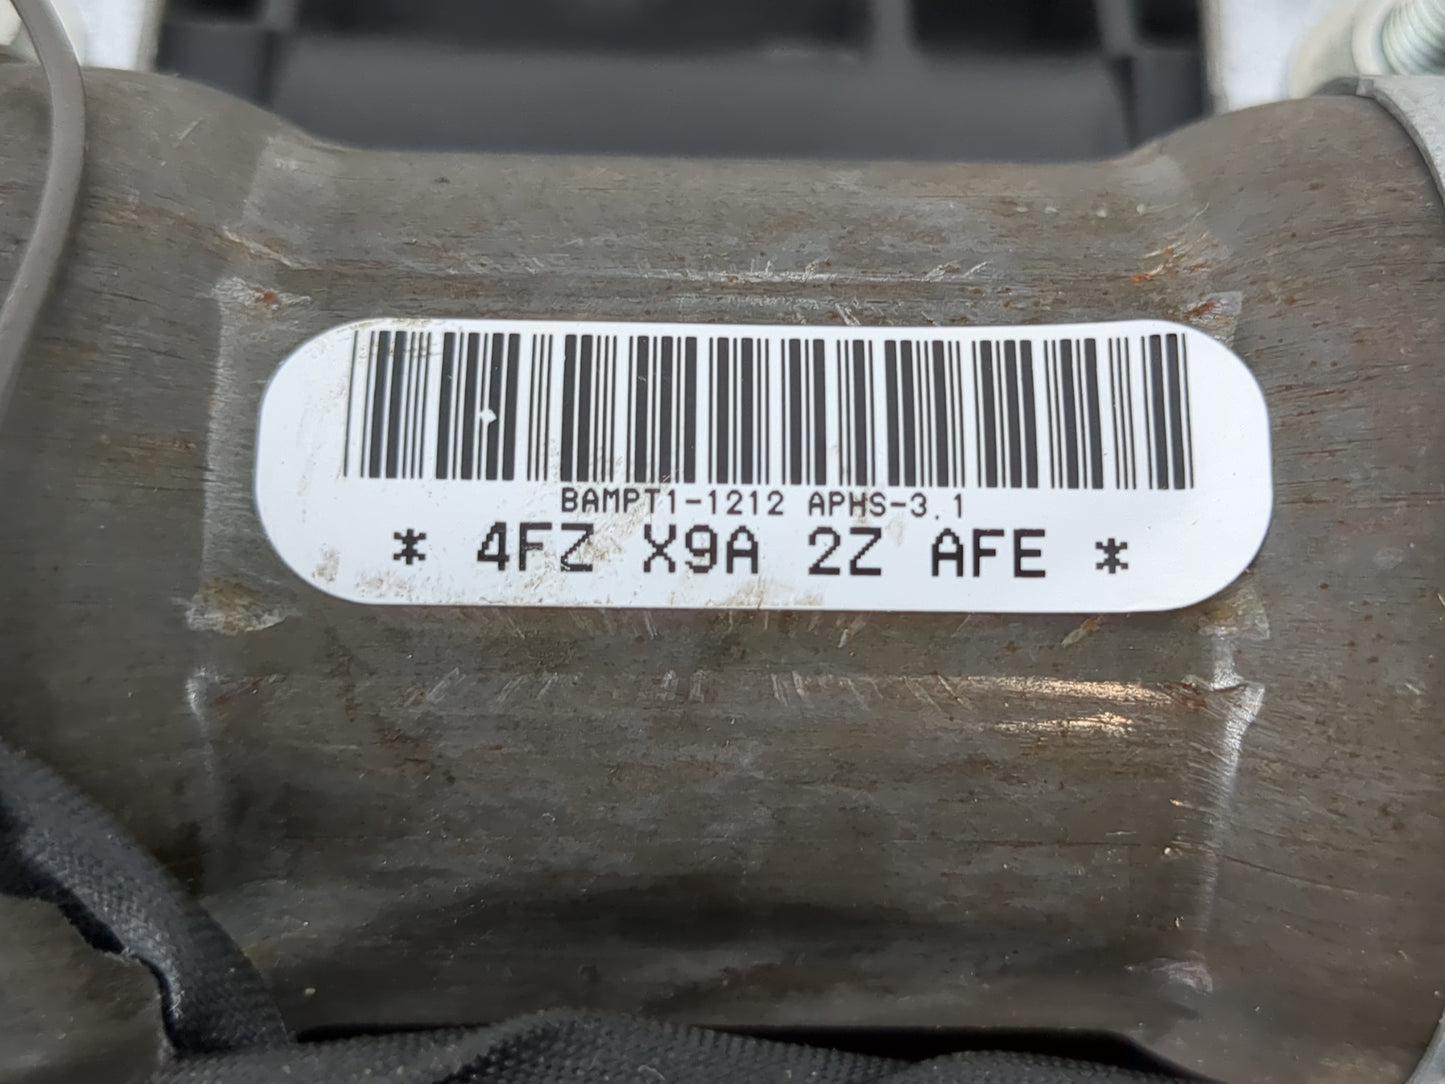 BAMPT1-1212 APHS-3.1
* 4FZ X9A 2Z AFE *